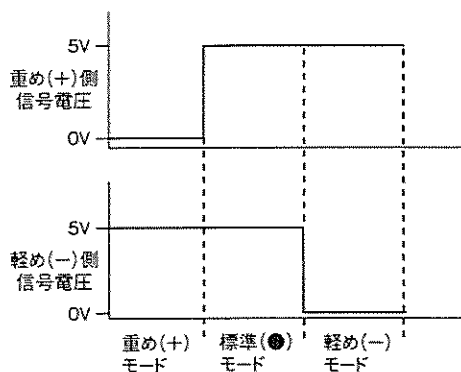 5V
重め(+)側
信号電圧
0V
5V
軽め(−)側
信号電圧
0V
重め(+)
モード
標準(●)
モード
軽め(−)
モード